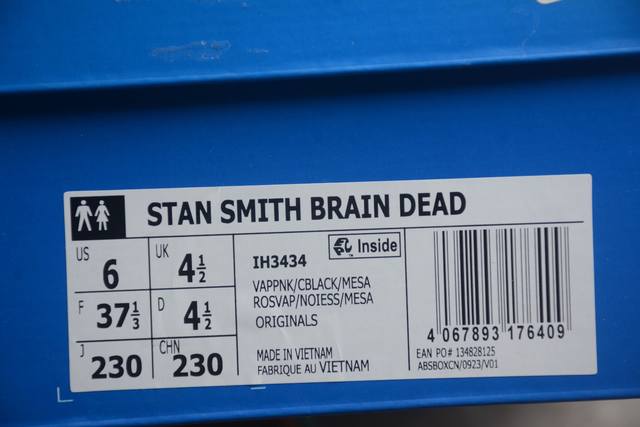 STAN SMITH BRAIN DEAD
US 6
UK 4 1/2
F 37 1/3
D 4 1/2
J 230
CHN 230
Inside
IH3434
VAPPNK/CBLACK/MESA
ROSVAP/NOIESS/MESA
ORIGINALS
MADE IN VIETNAM
FABRIQUE AU VIETNAM
4 067893 176409
EAN PO# 134828125
ABSBOXCN/0923/V01